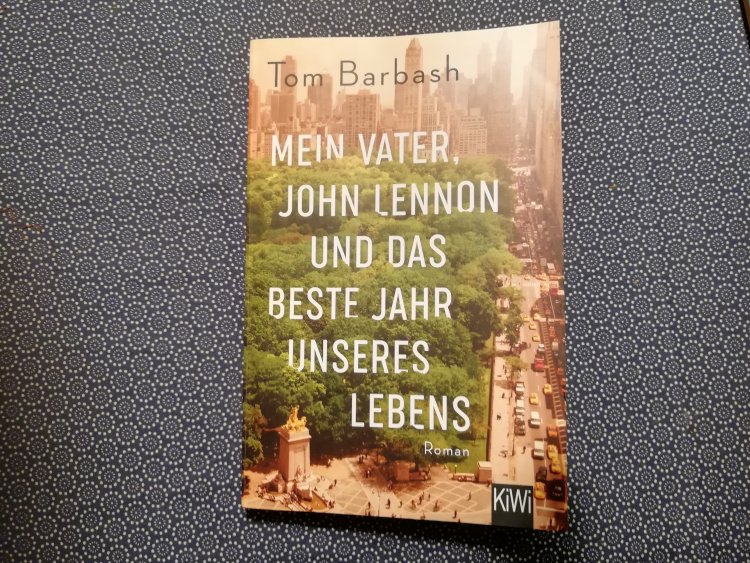 Tom Barbash
MEIN VATER,
JOHN LENNON
UND DAS
BESTE JAHR
UNSERES
LEBENS
Roman
KiWi